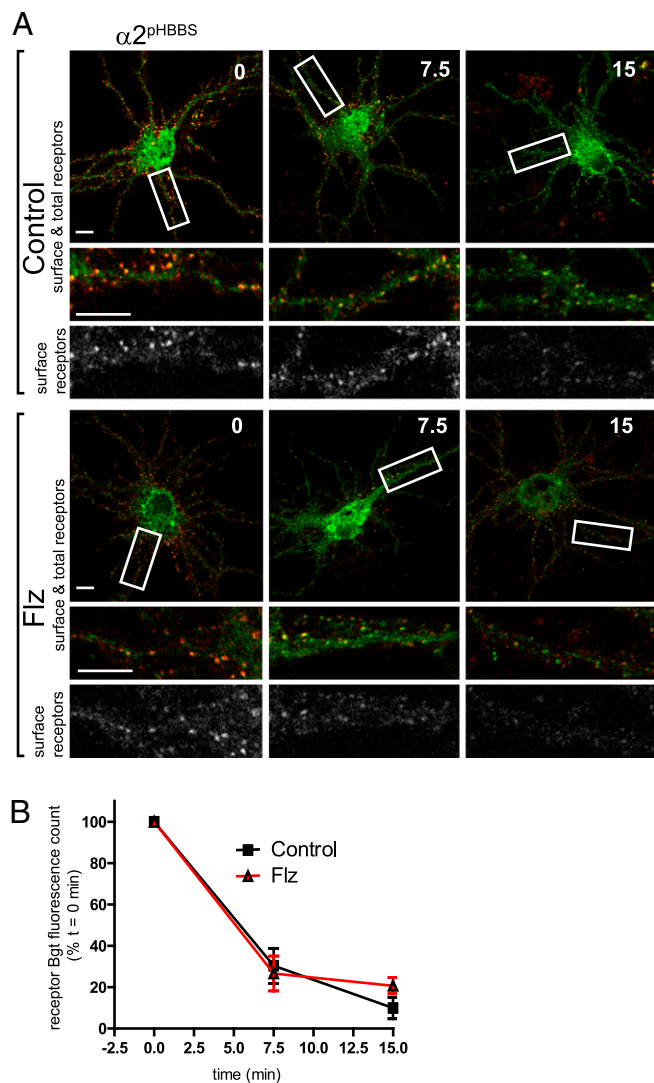 A
α2pHBBS
Control
surface & total receptors
0
7.5
15
surface
receptors
Flz
surface & total receptors
0
7.5
15
surface
receptors
B
receptor Bgt fluorescence count
(% t = 0 min)
100
80
60
40
20
0
Control
Flz
-2.5 0.0 2.5 5.0 7.5 10.0 12.5 15.0
time (min)